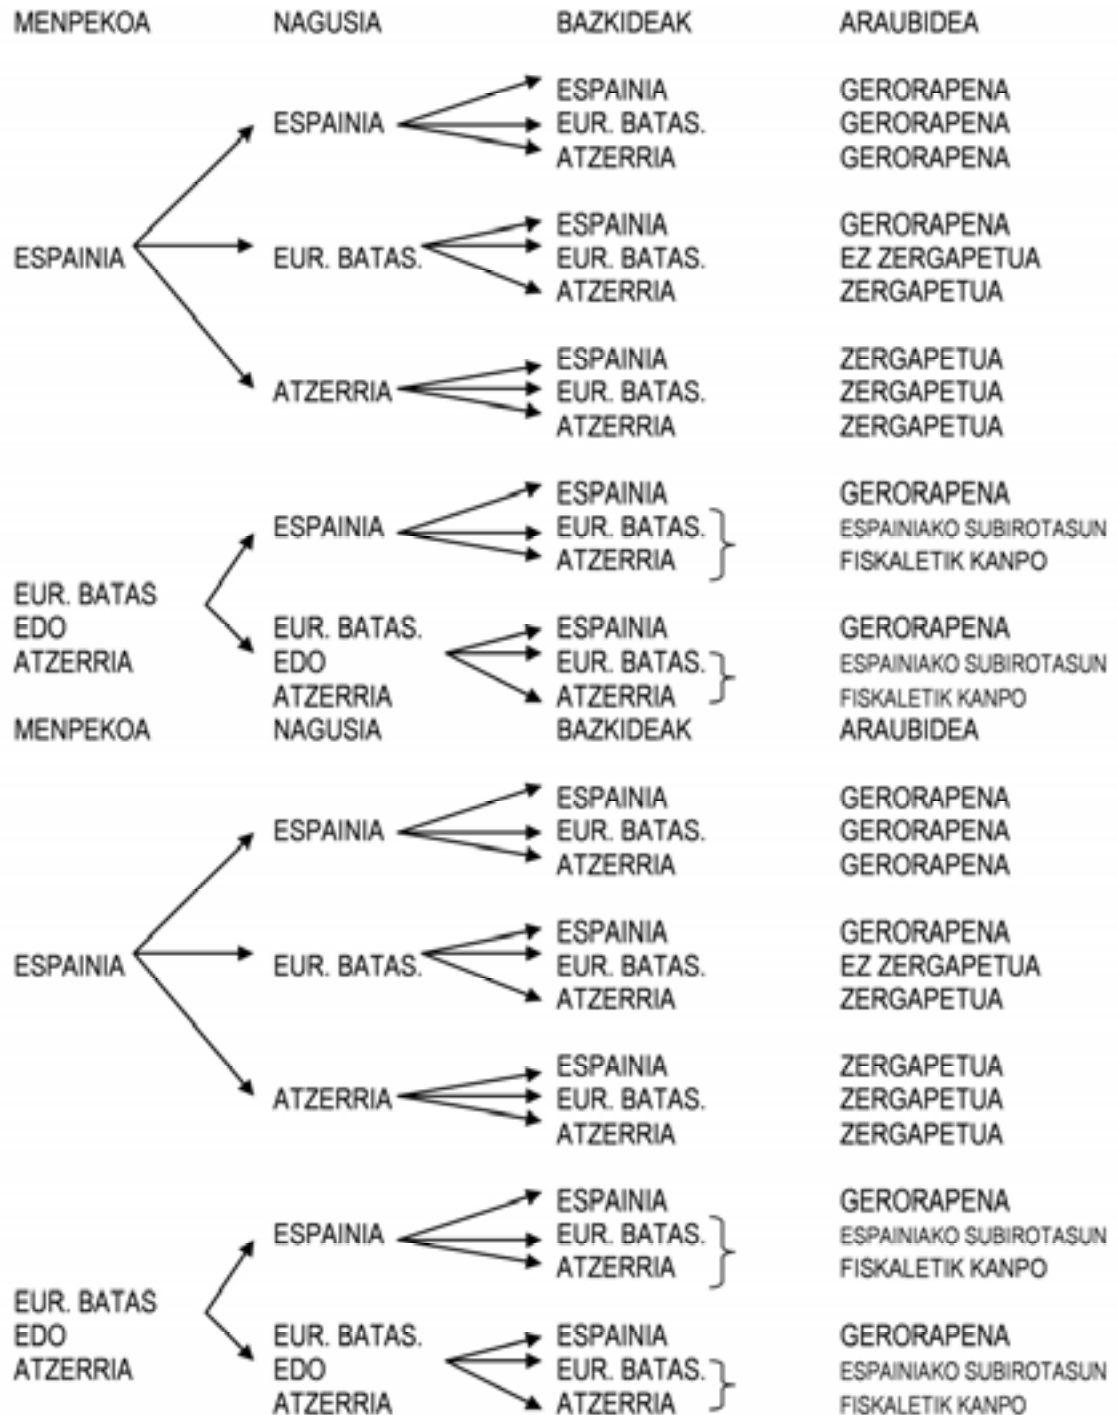 MENPEKOA NAGUSIA BAZKIDEAK ARAUBIDEA
ESPAINIA GERORAPENA
ESPAINIA EUR. BATAS. GERORAPENA
ATZERRIA GERORAPENA
ESPAINIA GERORAPENA
ESPAINIA EUR. BATAS. EUR. BATAS. EZ ZERGAPETUA
ATZERRIA ZERGAPETUA
ESPAINIA ZERGAPETUA
ATZERRIA EUR. BATAS. ZERGAPETUA
ATZERRIA ZERGAPETUA
ESPAINIA GERORAPENA
ESPAINIA EUR. BATAS. ESPAINIAKO SUBIROTASUN
ATZERRIA FISKALETIK KANPO
EUR. BATAS
EDO EUR. BATAS. ESPAINIA GERORAPENA
ATZERRIA EDO EUR. BATAS. ESPAINIAKO SUBIROTASUN
ATZERRIA ATZERRIA FISKALETIK KANPO
MENPEKOA NAGUSIA BAZKIDEAK ARAUBIDEA
ESPAINIA GERORAPENA
ESPAINIA EUR. BATAS. GERORAPENA
ATZERRIA GERORAPENA
ESPAINIA GERORAPENA
ESPAINIA EUR. BATAS. EUR. BATAS. EZ ZERGAPETUA
ATZERRIA ZERGAPETUA
ESPAINIA ZERGAPETUA
ATZERRIA EUR. BATAS. ZERGAPETUA
ATZERRIA ZERGAPETUA
ESPAINIA GERORAPENA
ESPAINIA EUR. BATAS. ESPAINIAKO SUBIROTASUN
ATZERRIA FISKALETIK KANPO
EUR. BATAS
EDO EUR. BATAS. ESPAINIA GERORAPENA
ATZERRIA EDO EUR. BATAS. ESPAINIAKO SUBIROTASUN
ATZERRIA ATZERRIA FISKALETIK KANPO